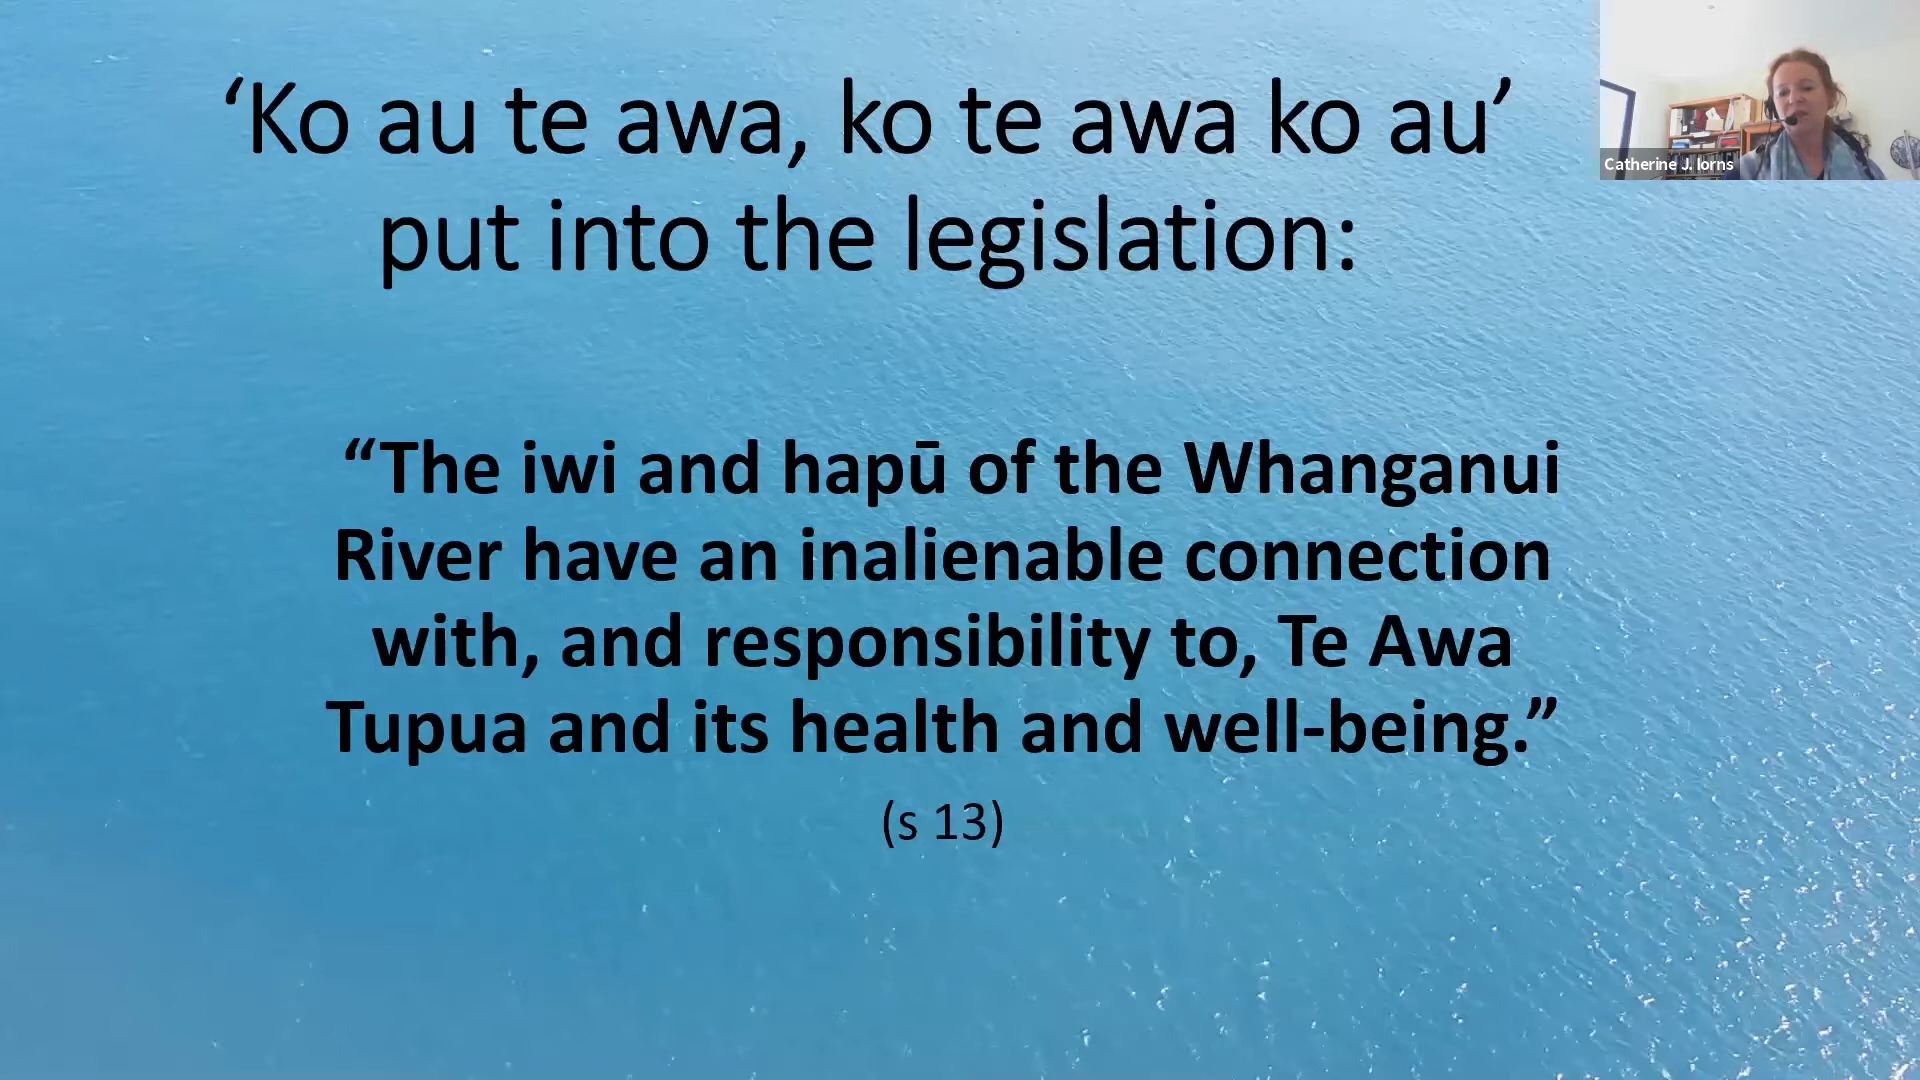 ‘Ko au te awa, ko te awa ko au’
put into the legislation:
Catherine J. Iorns
“The iwi and hapū of the Whanganui
River have an inalienable connection
with, and responsibility to, Te Awa
Tupua and its health and well-being.”
(s 13)